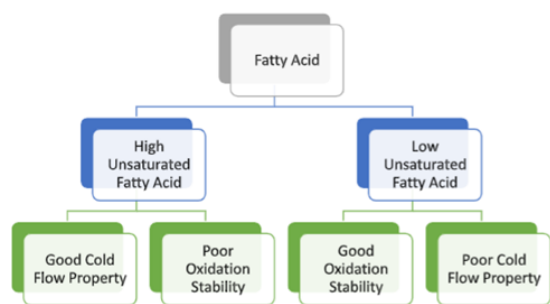 Fatty Acid
High
Unsaturated
Fatty Acid
Low
Unsaturated
Fatty Acid
Good Cold
Flow Property
Poor
Oxidation
Stability
Good
Oxidation
Stability
Poor Cold
Flow Property